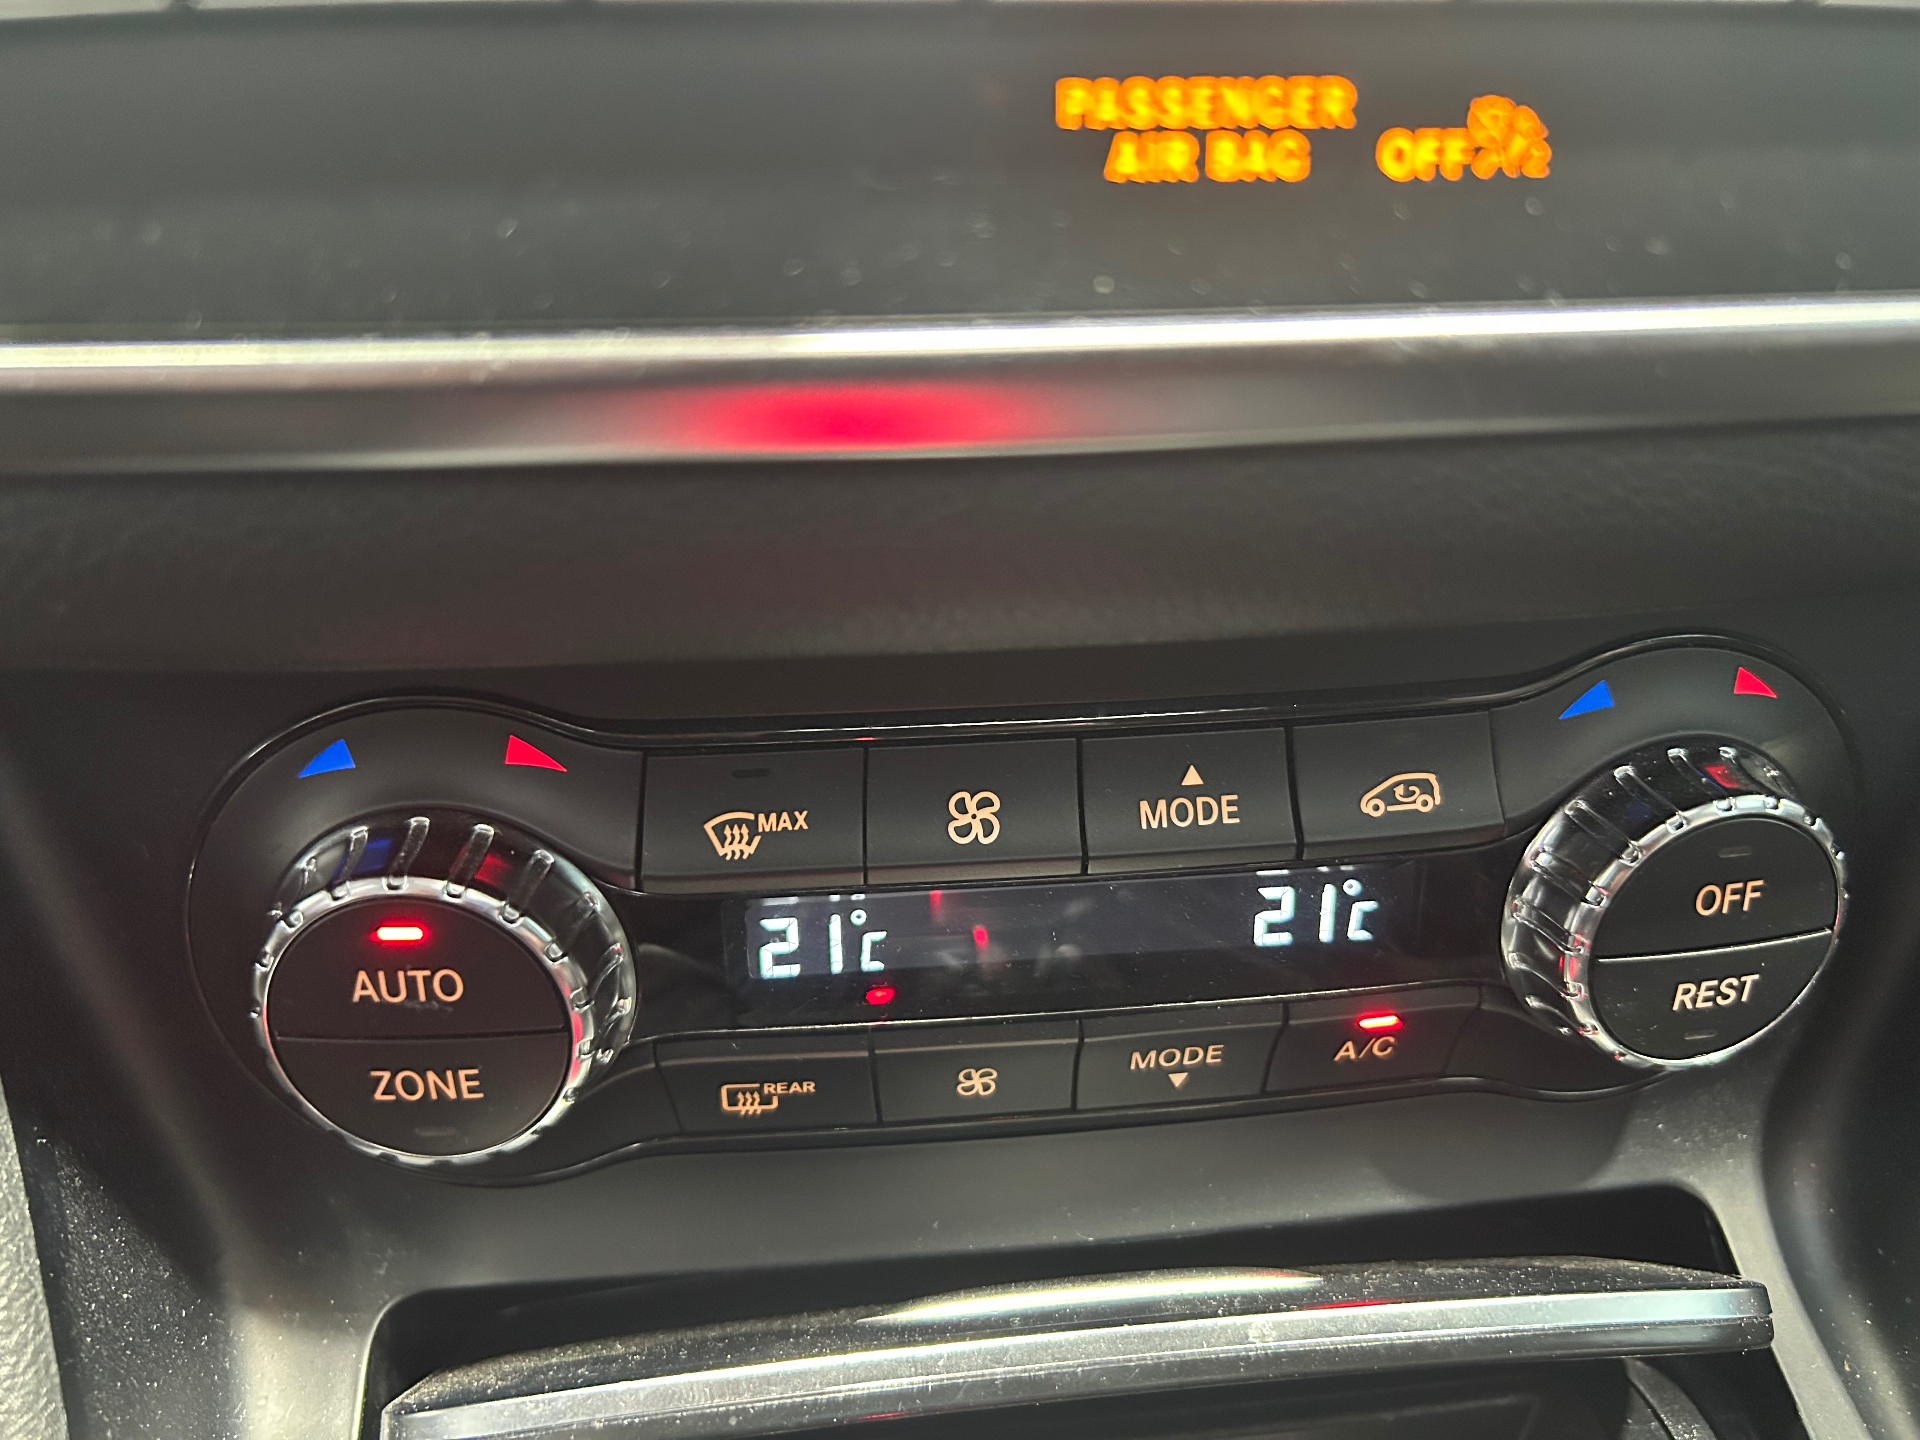 PASSENGER
AIR BAG OFF
MAX
MODE
OFF
21°C 21°C
AUTO
REST
ZONE
REAR
MODE
A/C